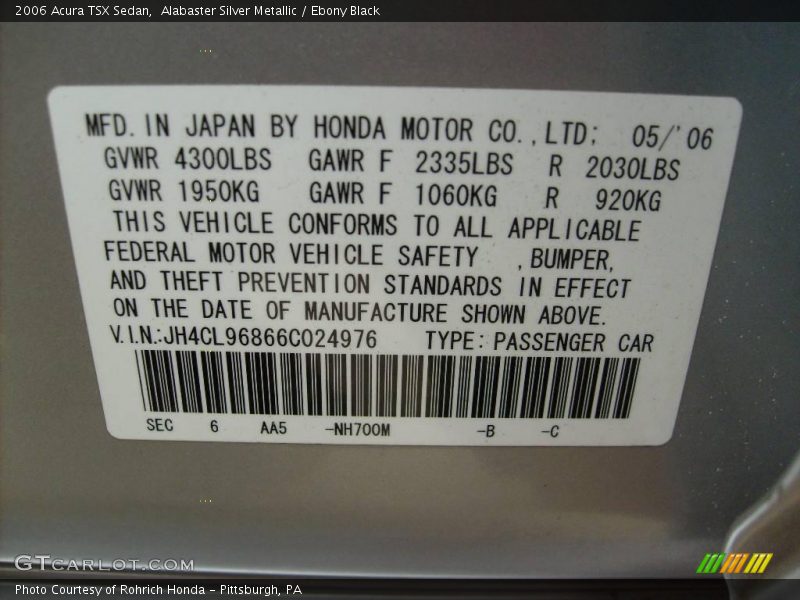 2006 Acura TSX Sedan,  Alabaster Silver Metallic / Ebony Black
MFD. IN JAPAN BY HONDA MOTOR CO., LTD; 05/'06
GVWR 4300LBS GAWR F 2335LBS R 2030LBS
GVWR 1950KG GAWR F 1060KG R 920KG
THIS VEHICLE CONFORMS TO ALL APPLICABLE
FEDERAL MOTOR VEHICLE SAFETY , BUMPER,
AND THEFT PREVENTION STANDARDS IN EFFECT
ON THE DATE OF MANUFACTURE SHOWN ABOVE.
V.I.N.:JH4CL96866C024976 TYPE: PASSENGER CAR
SEC 6 AA5 -NH700M -B -C
GTCarLot.com
Photo Courtesy of Rohrich Honda - Pittsburgh, PA